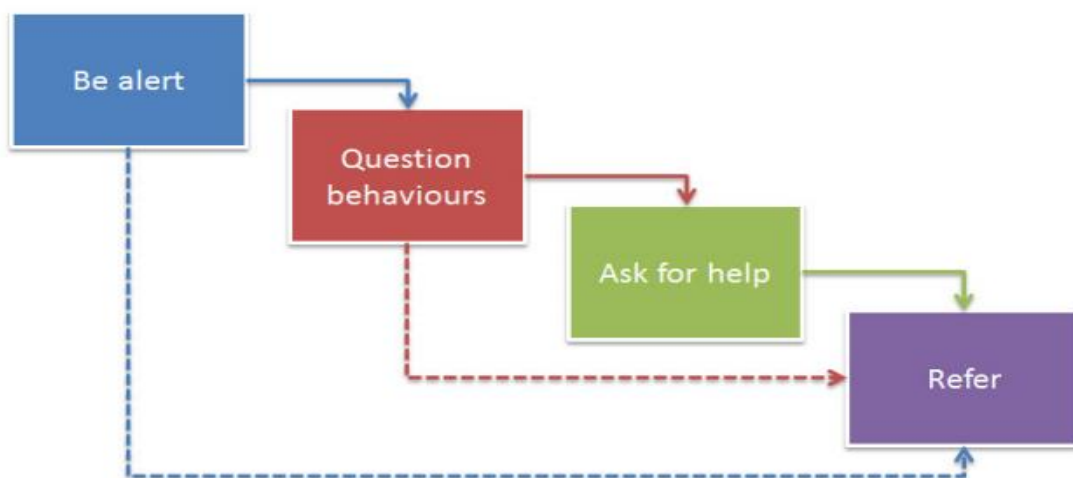 Be alert
Question
behaviours
Ask for help
Refer